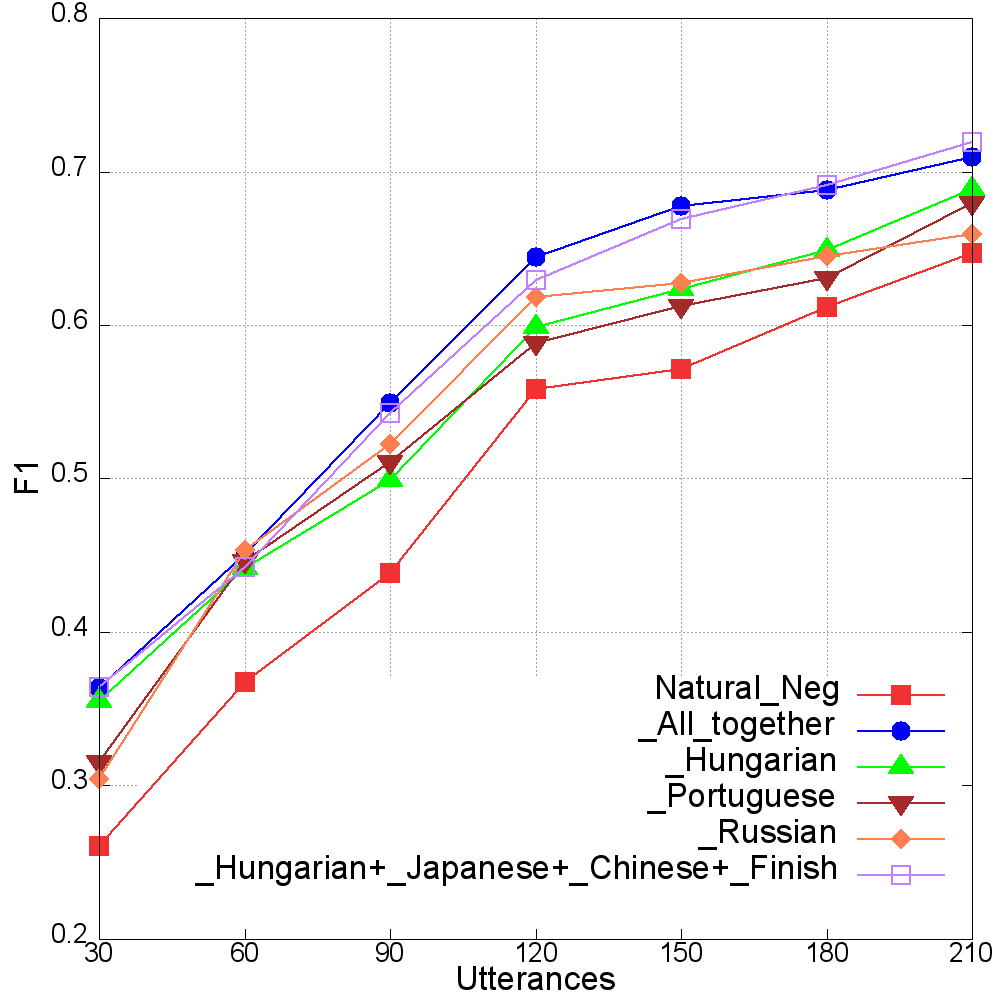 0.8
0.7
0.6
0.5
0.4
0.3
0.2
F1
30 60 90 120 150 180 210
Utterances
Natural_Neg
_All_together
_Hungarian
_Portuguese
_Russian
_Hungarian+_Japanese+_Chinese+_Finish